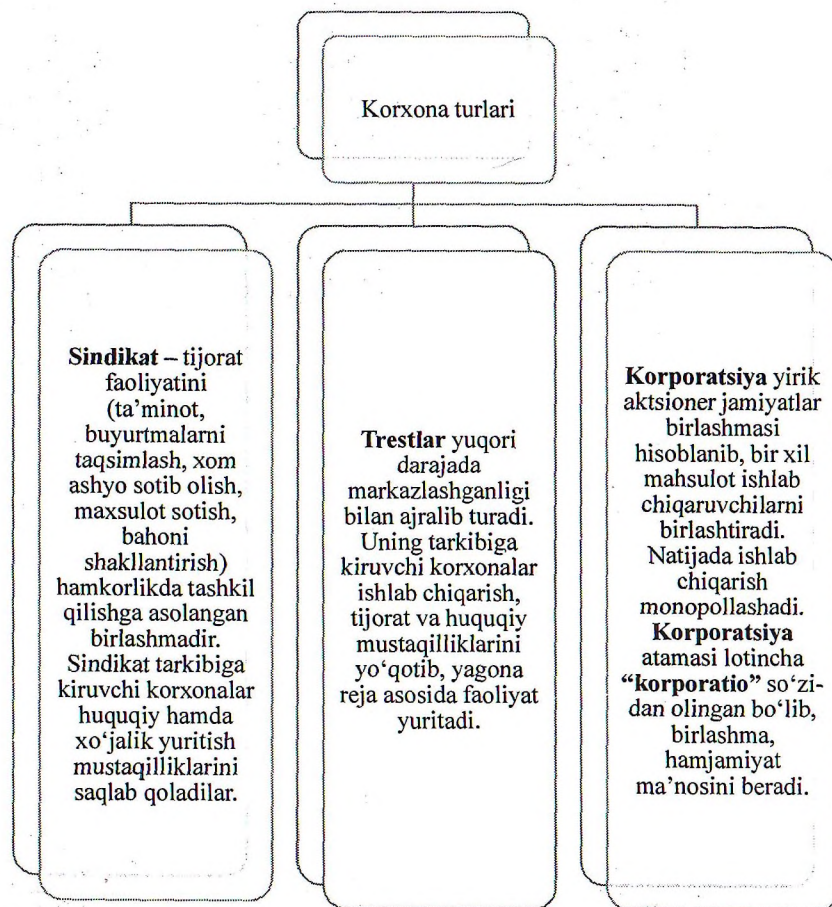 Korxona turlari
Sindikat – tijorat
faoliyatini
(ta’minot,
buyurtmalarni
taqsimlash, xom
ashyo sotib olish,
maxsulot sotish,
bahoni
shakllantirish)
hamkorlikda tashkil
qilishga asolangan
birlashmadir.
Sindikat tarkibiga
kiruvchi korxonalar
huquqiy hamda
xo‘jalik yuritish
mustaqilliklarini
saqlab qoladilar.
Trestlar yuqori
darajada
markazlashganligi
bilan ajralib turadi.
Uning tarkibiga
kiruvchi korxonalar
ishlab chiqarish,
tijorat va huquqiy
mustaqilliklarini
yo‘qotib, yagona
reja asosida faoliyat
yuritadi.
Korporatsiya yirik
aktsioner jamiyatlar
birlashmasi
hisoblanib, bir xil
mahsulot ishlab
chiqaruvchilarni
birlashtiradi.
Natijada ishlab
chiqarish
monopollashadi.
Korporatsiya
atamasi lotincha
“korporatio” so‘zi-
dan olingan bo‘lib,
birlashma,
hamjamiyat
ma’nosini beradi.